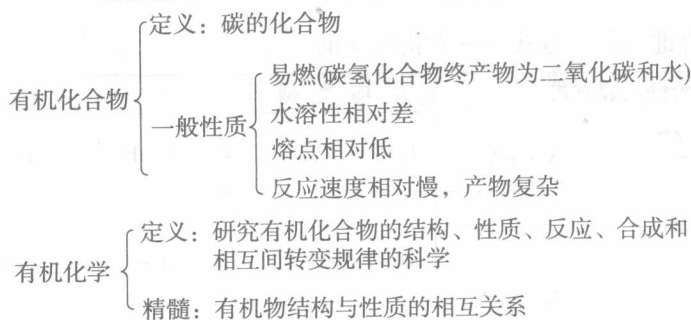 定义：碳的化合物
易燃(碳氢化合物终产物为二氧化碳和水)
有机化合物
水溶性相对差
一般性质
熔点相对低
反应速度相对慢，产物复杂
定义：研究有机化合物的结构、性质、反应、合成和
相互间转变规律的科学
有机化学
精髓：有机物结构与性质的相互关系